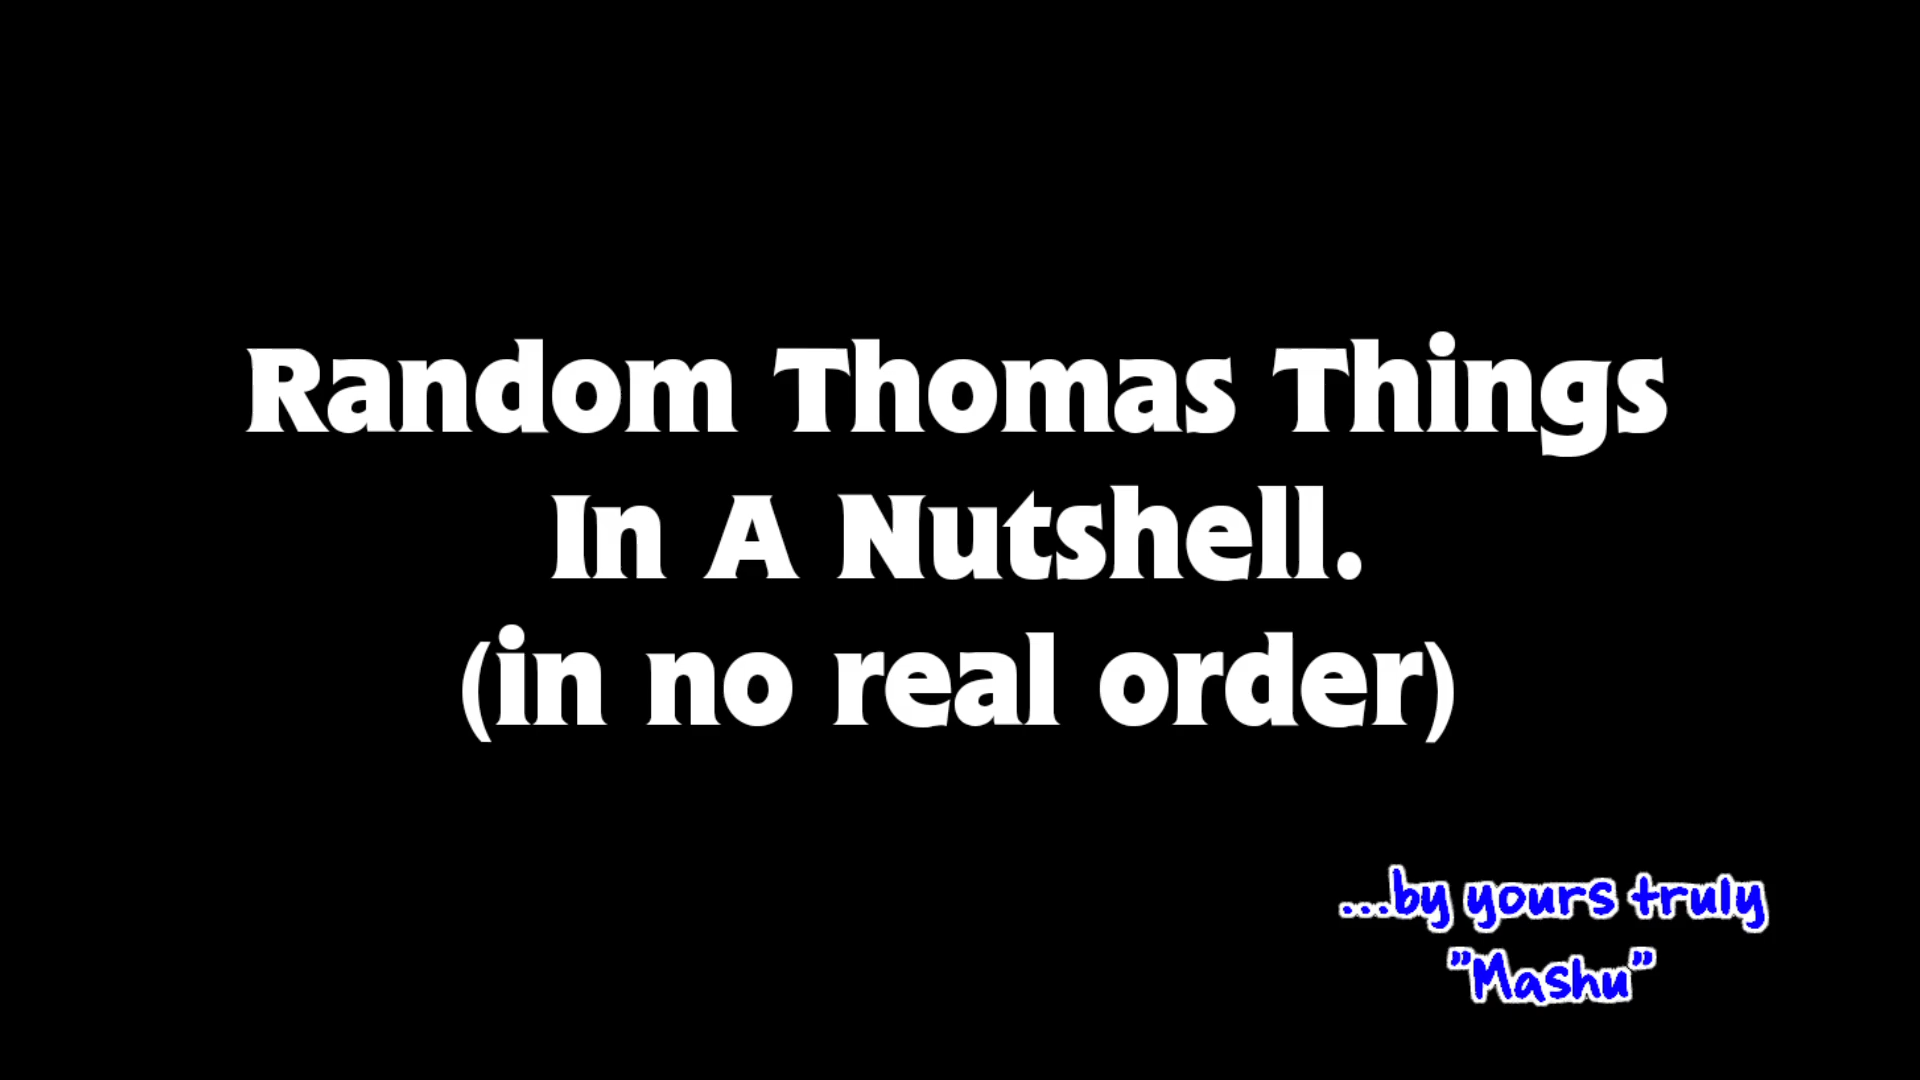 Random Thomas Things
In A Nutshell.
(in no real order)
...by yours truly
"Mashu"